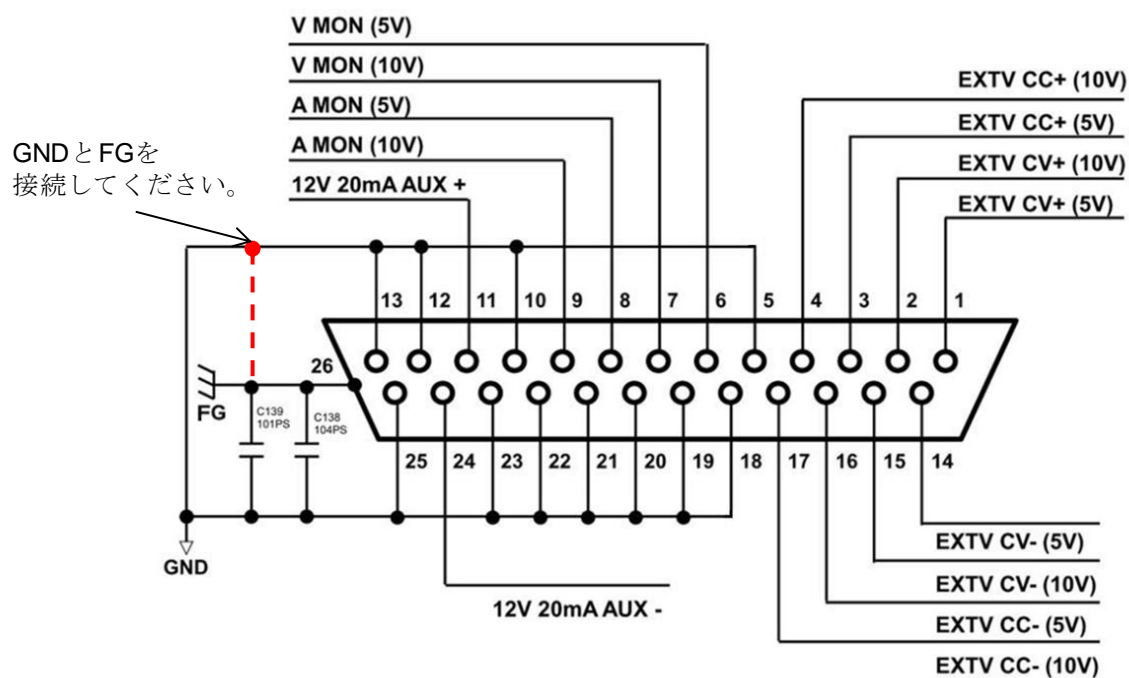 V MON (5V)
V MON (10V)
A MON (5V)
A MON (10V)
12V 20mA AUX +
EXTV CC+ (10V)
EXTV CC+ (5V)
EXTV CV+ (10V)
EXTV CV+ (5V)
GNDとFGを
接続してください。
13 12 11 10 9 8 7 6 5 4 3 2 1
26
FG
C139
101PS
C138
104PS
25 24 23 22 21 20 19 18 17 16 15 14
GND
12V 20mA AUX -
EXTV CV- (5V)
EXTV CV- (10V)
EXTV CC- (5V)
EXTV CC- (10V)